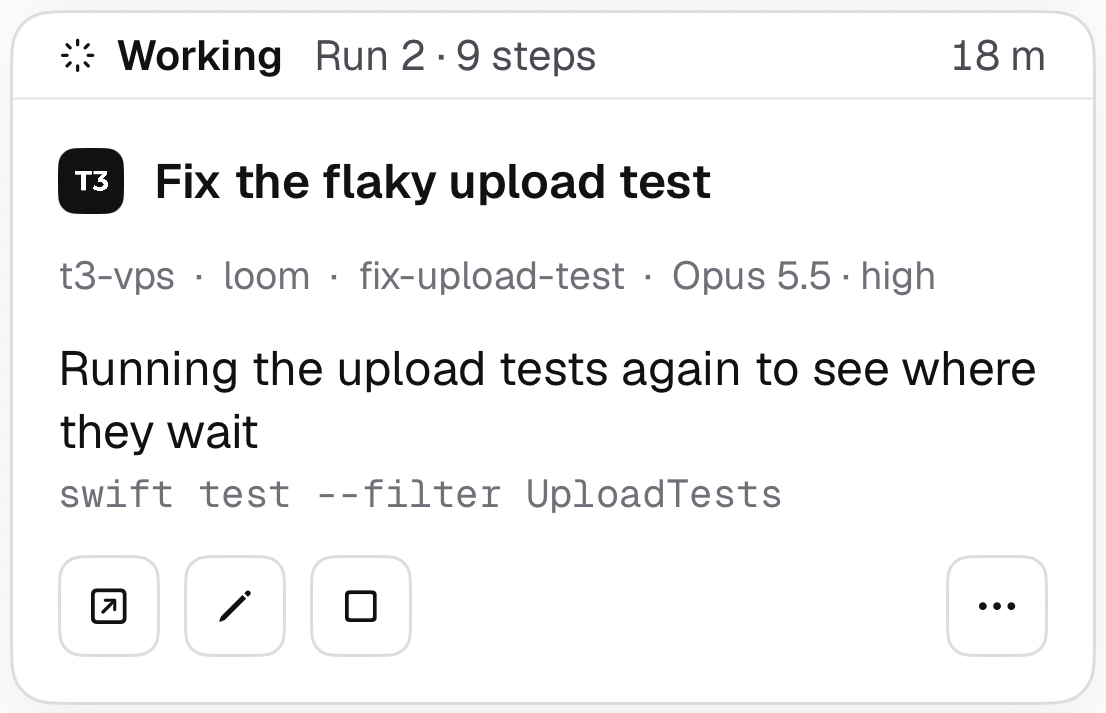 Working Run 2 · 9 steps 18 m
T3 Fix the flaky upload test
t3-vps · loom · fix-upload-test · Opus 5.5 · high
Running the upload tests again to see where
they wait
swift test --filter UploadTests